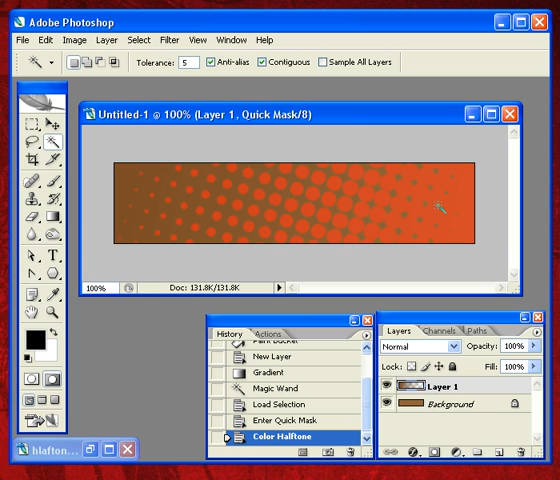 Adobe Photoshop
File Edit Image Layer Select Filter View Window Help
Tolerance: 5 Anti-alias Contiguous Sample All Layers
Untitled-1 @ 100% (Layer 1, Quick Mask/8)
100% Doc: 131.8K/131.8K
History Actions
Paint Bucket
New Layer
Gradient
Magic Wand
Load Selection
Enter Quick Mask
Color Halftone
Layers Channels Paths
Normal Opacity: 100%
Lock: Fill: 100%
Layer 1
Background
hlafton...